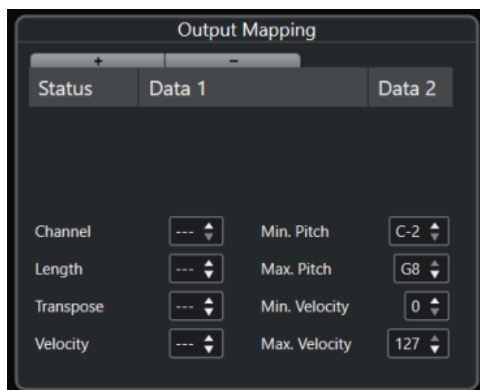 Output Mapping
+ -
Status Data 1 Data 2
Channel --- Min. Pitch C-2
Length --- Max. Pitch G8
Transpose --- Min. Velocity 0
Velocity --- Max. Velocity 127